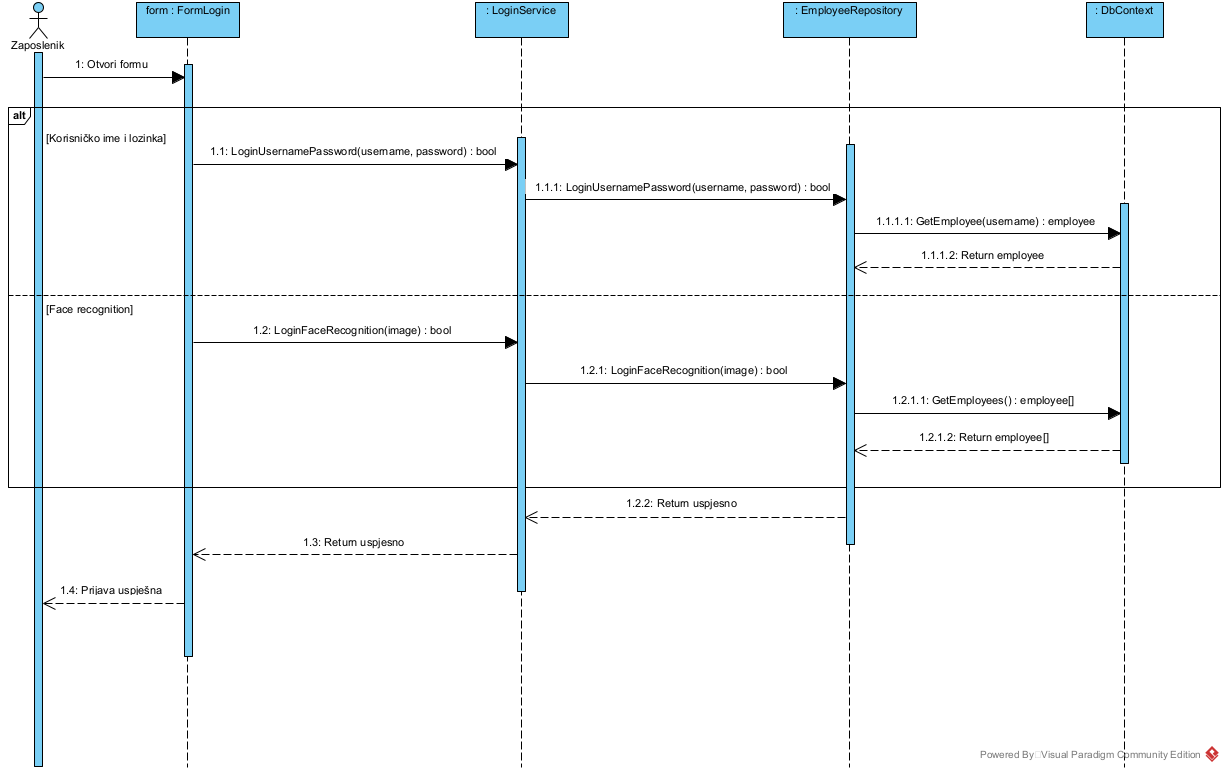 form : FormLogin
: LoginService
: EmployeeRepository
: DbContext
Zaposlenik
1: Otvori formu
alt
[Korisničko ime i lozinka]
1.1: LoginUsernamePassword(username, password) : bool
1.1.1: LoginUsernamePassword(username, password) : bool
1.1.1.1: GetEmployee(username) : employee
1.1.1.2: Return employee
[Face recognition]
1.2: LoginFaceRecognition(image) : bool
1.2.1: LoginFaceRecognition(image) : bool
1.2.1.1: GetEmployees() : employee[]
1.2.1.2: Return employee[]
1.2.2: Return uspjesno
1.3: Return uspjesno
1.4: Prijava uspješna
Powered By Visual Paradigm Community Edition